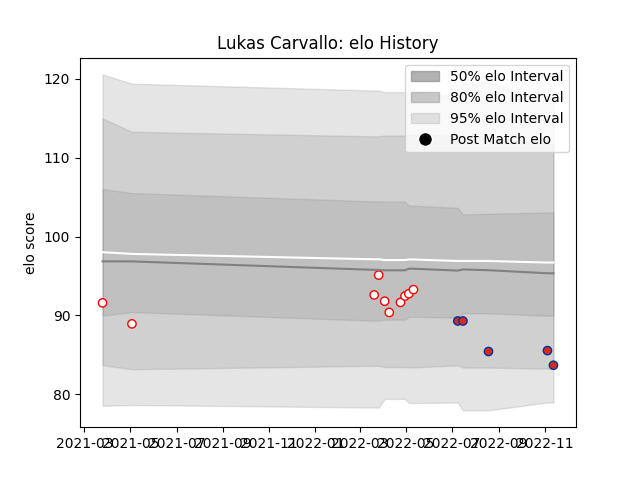 Lukas Carvallo: elo History
50% elo Interval
80% elo Interval
95% elo Interval
Post Match elo
elo score
120
110
100
90
80
2021-03 2021-05 2021-07 2021-09 2021-11 2022-01 2022-03 2022-05 2022-07 2022-09 2022-11